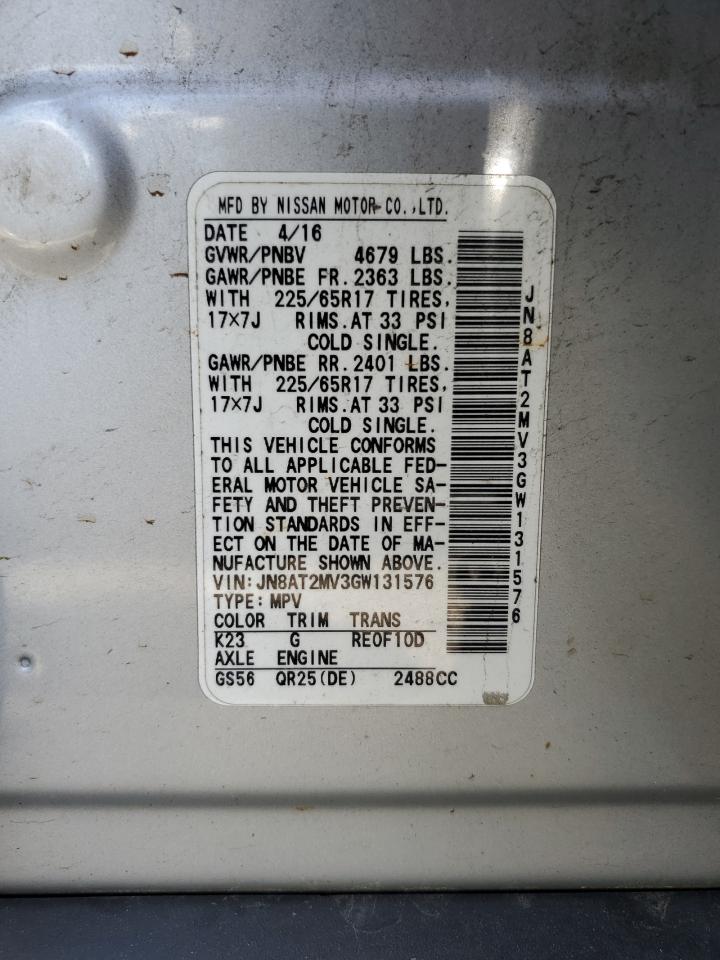 MFD BY NISSAN MOTOR CO.,LTD.
DATE 4/16
GVWR/PNBV 4679 LBS.
GAWR/PNBE FR. 2363 LBS.
WITH 225/65R17 TIRES,
17×7J RIMS.AT 33 PSI
COLD SINGLE.
GAWR/PNBE RR. 2401 LBS.
WITH 225/65R17 TIRES,
17×7J RIMS.AT 33 PSI
COLD SINGLE.
THIS VEHICLE CONFORMS
TO ALL APPLICABLE FED-
ERAL MOTOR VEHICLE SA-
FETY AND THEFT PREVEN-
TION STANDARDS IN EFF-
ECT ON THE DATE OF MA-
NUFACTURE SHOWN ABOVE.
VIN: JN8AT2MV3GW131576
TYPE: MPV
COLOR TRIM TRANS
K23 G RE0F10D
AXLE ENGINE
GS56 QR25(DE) 2488CC
JN8AT2MV3GW131576